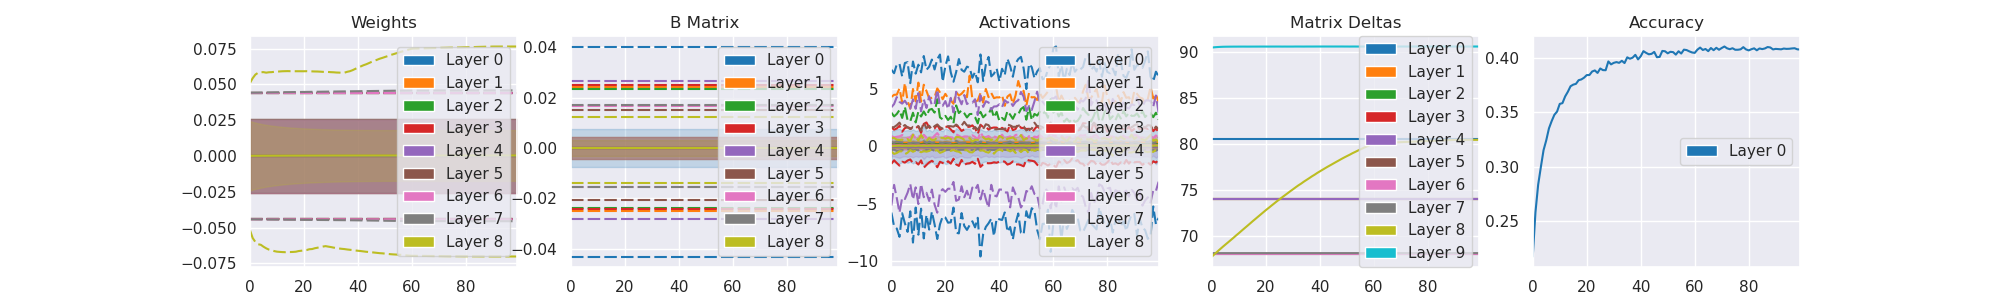 Weights
0.075
0.050
0.025
0.000
−0.025
−0.050
−0.075
0
20
40
60
80
Layer 0
Layer 1
Layer 2
Layer 3
Layer 4
Layer 5
Layer 6
Layer 7
Layer 8
B Matrix
0.04
0.02
0.00
−0.02
−0.04
0
20
40
60
80
Layer 0
Layer 1
Layer 2
Layer 3
Layer 4
Layer 5
Layer 6
Layer 7
Layer 8
Activations
5
0
−5
−10
0
20
40
60
80
Layer 0
Layer 1
Layer 2
Layer 3
Layer 4
Layer 5
Layer 6
Layer 7
Layer 8
Matrix Deltas
90
85
80
75
70
0
20
40
60
80
Layer 0
Layer 1
Layer 2
Layer 3
Layer 4
Layer 5
Layer 6
Layer 7
Layer 8
Layer 9
Accuracy
0.40
0.35
0.30
0.25
0
20
40
60
80
Layer 0